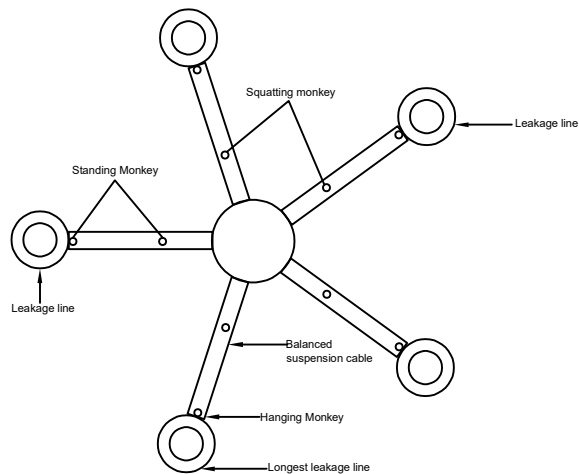 Squatting monkey
Leakage line
Standing Monkey
Leakage line
Balanced
suspension cable
Hanging Monkey
Longest leakage line